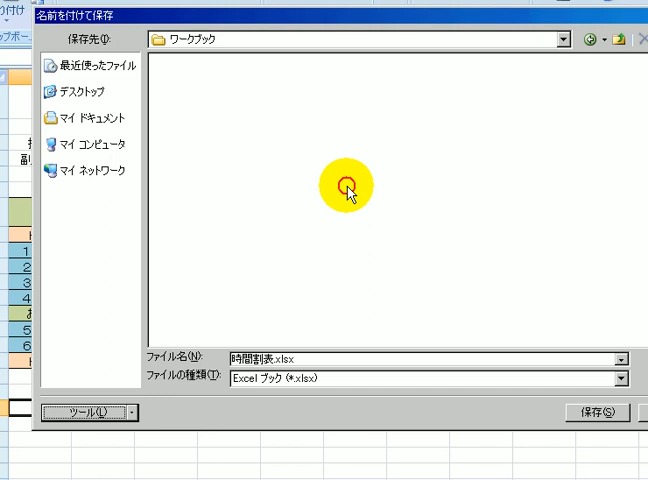 り付け
名前を付けて保存
保存先(I):
ワークブック
最近使ったファイル
デスクトップ
マイ ドキュメント
マイ コンピュータ
マイ ネットワーク
副
1
2
3
4
5
6
ファイル名(N):
時間割表.xlsx
ファイルの種類(T):
Excel ブック (*.xlsx)
ツール(L)
保存(S)